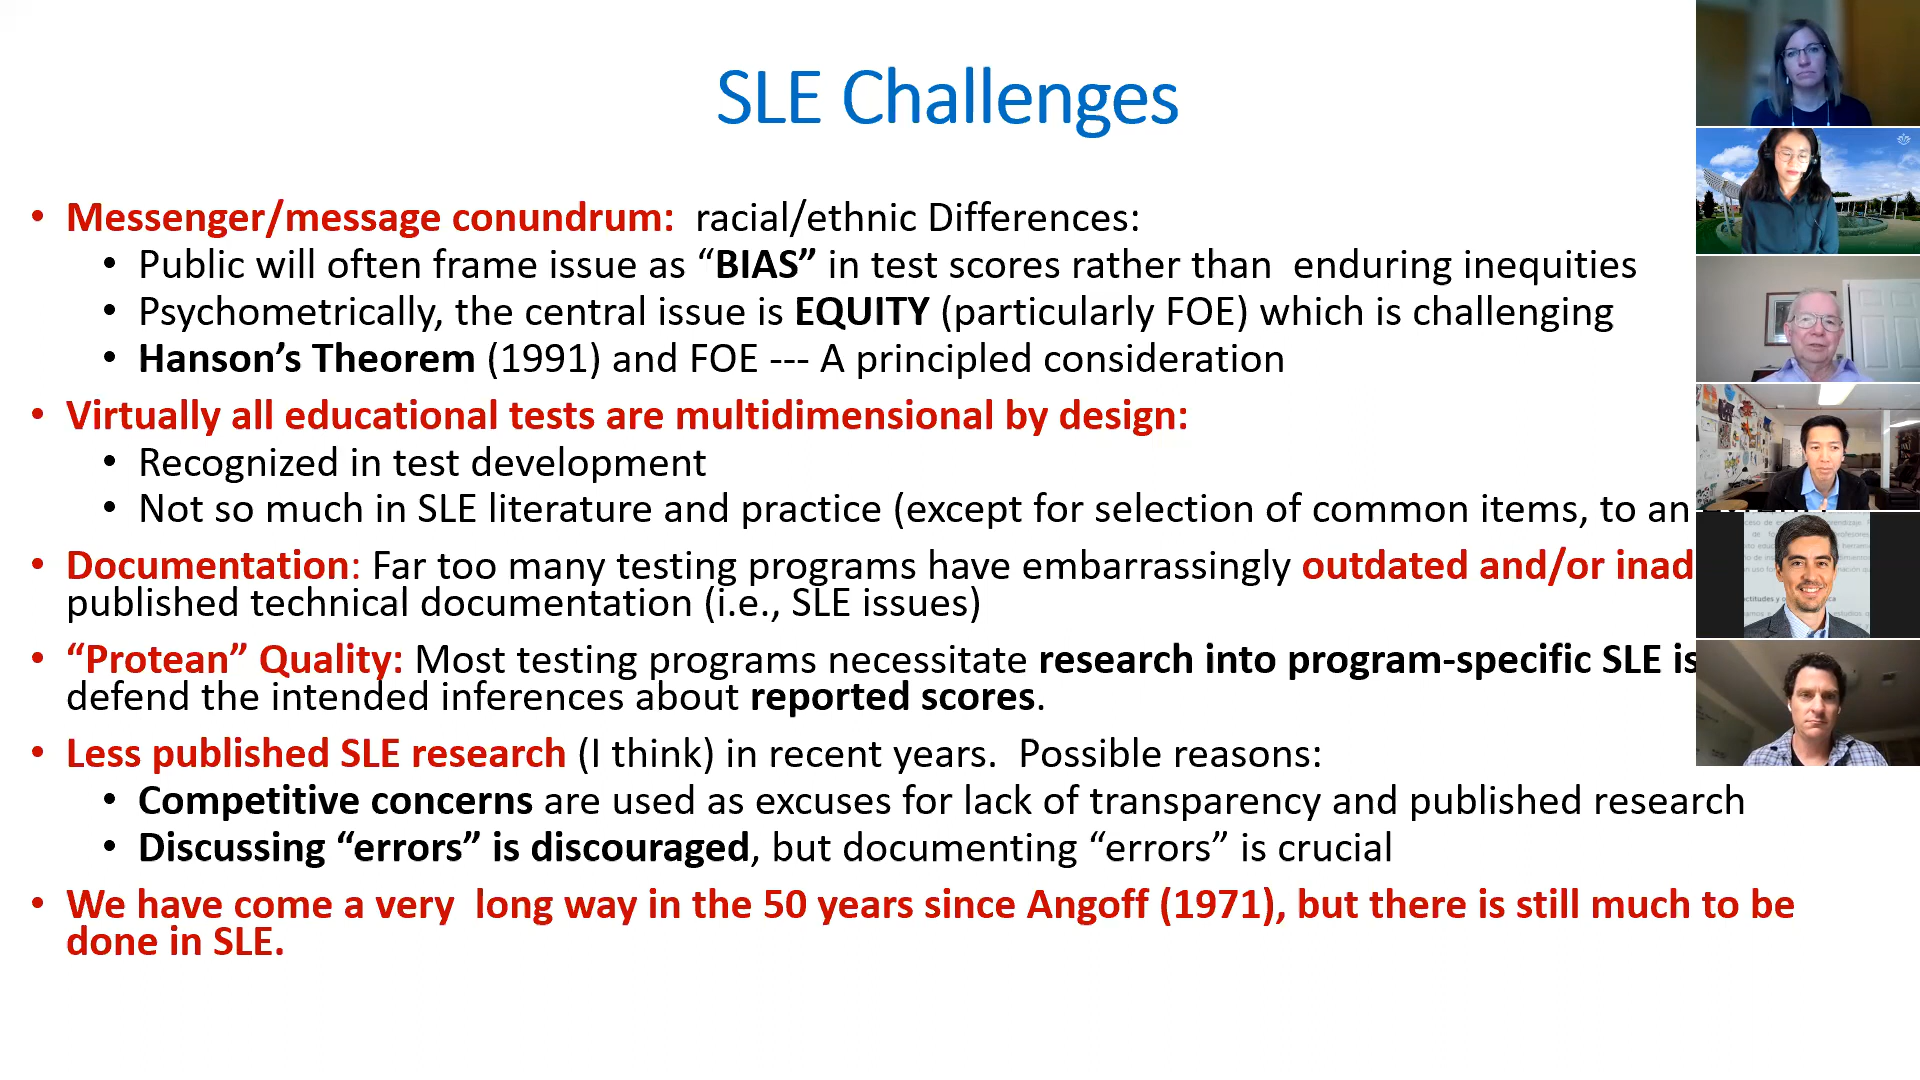 SLE Challenges
• Messenger/message conundrum: racial/ethnic Differences:
• Public will often frame issue as “BIAS” in test scores rather than enduring inequities
• Psychometrically, the central issue is EQUITY (particularly FOE) which is challenging
• Hanson’s Theorem (1991) and FOE --- A principled consideration
• Virtually all educational tests are multidimensional by design:
• Recognized in test development
• Not so much in SLE literature and practice (except for selection of common items, to an
• Documentation: Far too many testing programs have embarrassingly outdated and/or inad
published technical documentation (i.e., SLE issues)
• “Protean” Quality: Most testing programs necessitate research into program-specific SLE is
defend the intended inferences about reported scores.
• Less published SLE research (I think) in recent years. Possible reasons:
• Competitive concerns are used as excuses for lack of transparency and published research
• Discussing “errors” is discouraged, but documenting “errors” is crucial
• We have come a very long way in the 50 years since Angoff (1971), but there is still much to be
done in SLE.